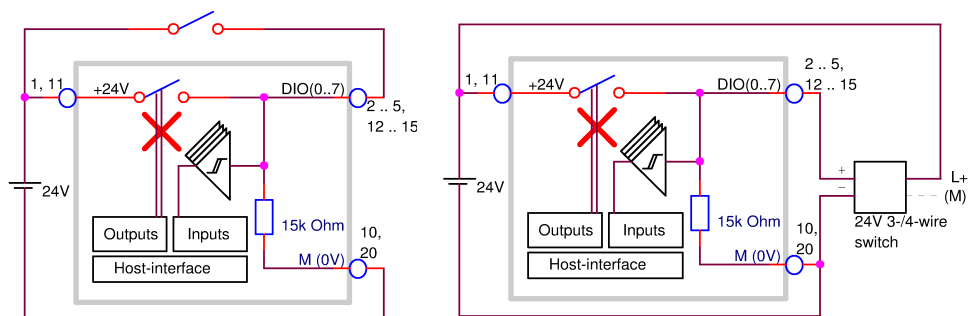 1, 11
+24V
DIO(0..7)
2 .. 5,
12 .. 15
24V
15k Ohm
Outputs
Inputs
10,
20
M (0V)
Host-interface
1, 11
+24V
DIO(0..7)
2 .. 5,
12 .. 15
24V
+
−
L+
(M)
24V 3-/4-wire
switch
15k Ohm
Outputs
Inputs
10,
20
M (0V)
Host-interface